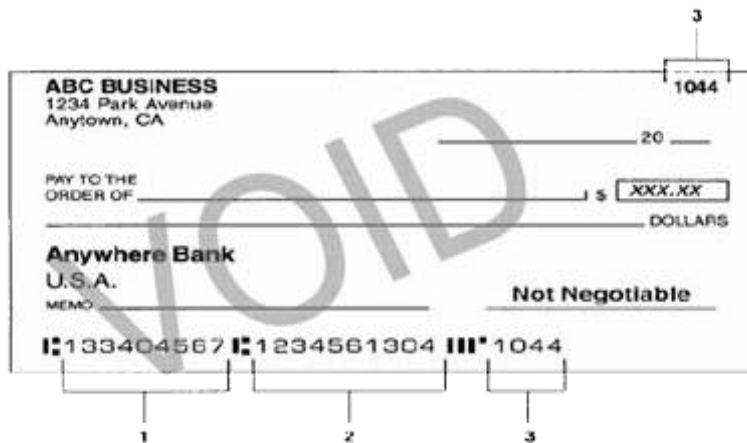 3
ABC BUSINESS
1234 Park Avenue
Anytown, CA
1044
20
PAY TO THE
ORDER OF
$ XXX.XX
DOLLARS
VOID
Anywhere Bank
U.S.A.
MEMO
Not Negotiable
⑆133404567⑆1234561304⑈1044
1 2 3